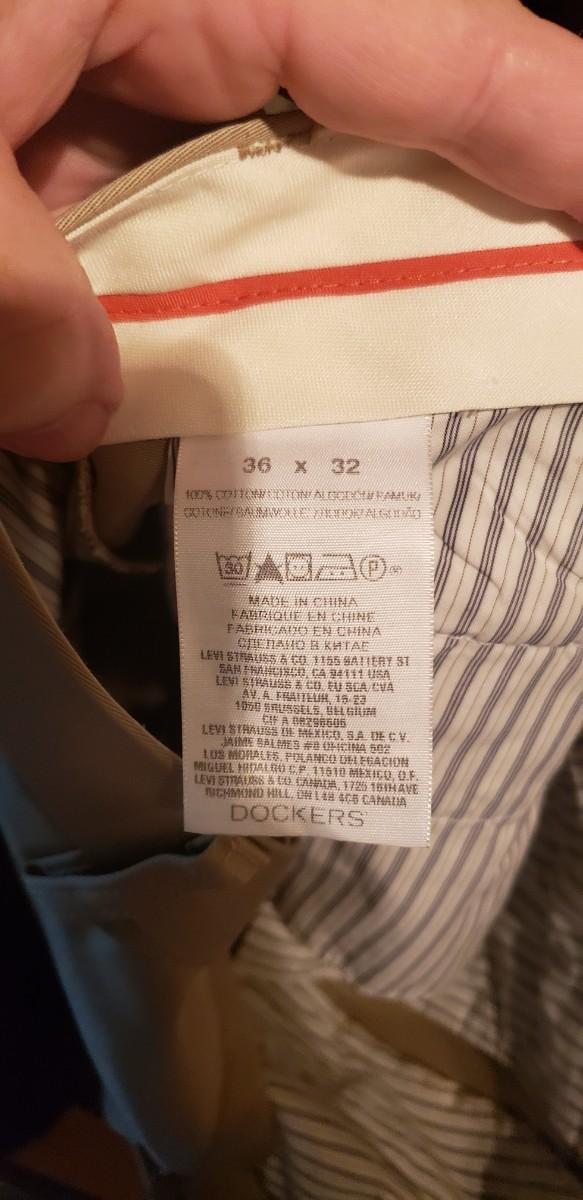 36 x 32
100% COTTON/COTON/ALGODON/PAMUK/
COTONE/BAUMWOLLE/ХЛОПОК/ALGODÃO
30
P
MADE IN CHINA
FABRIQUE EN CHINE
FABRICADO EN CHINA
СДЕЛАНО В КИТАЕ
LEVI STRAUSS & CO. 1155 BATTERY ST
SAN FRANCISCO, CA 94111 USA
LEVI STRAUSS & CO. EU SCA/CVA
AV. A. FRAITEUR, 15-23
1050 BRUSSELS, BELGIUM
CIF A 08296606
LEVI STRAUSS DE MEXICO, S.A. DE C.V.
JAIME BALMES #8 OFICINA 502
LOS MORALES, POLANCO DELEGACION
MIGUEL HIDALGO C.P. 11510 MEXICO, D.F.
LEVI STRAUSS & CO CANADA, 1725 16TH AVE
RICHMOND HILL, ON L4B 4C6 CANADA
DOCKERS